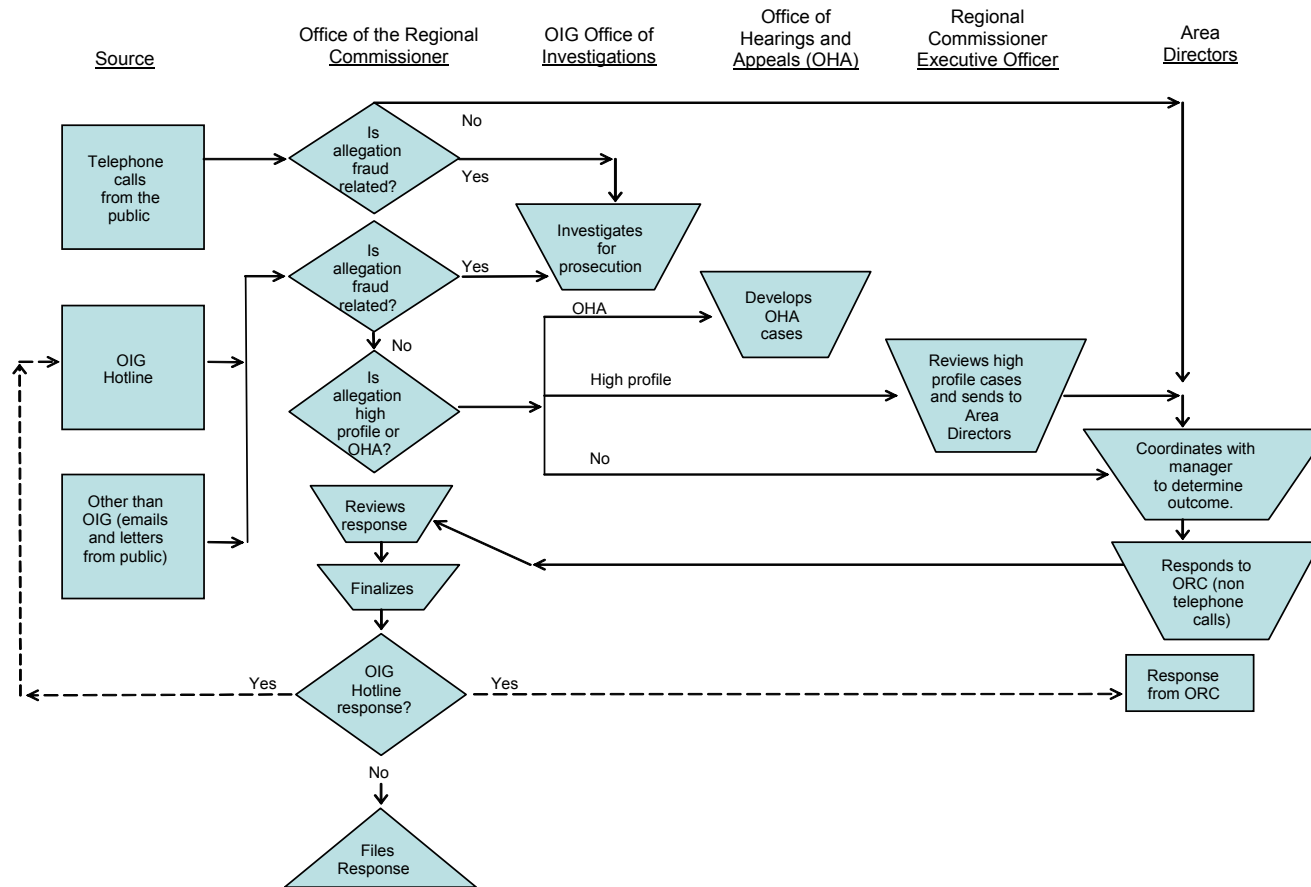 Source
Office of the Regional
Commissioner
OIG Office of
Investigations
Office of
Hearings and
Appeals (OHA)
Regional
Commissioner
Executive Officer
Area
Directors
Telephone
calls
from the
public
Is
allegation
fraud
related?
No
Yes
Investigates
for
prosecution
Is
allegation
fraud
related?
Yes
No
OIG
Hotline
Is
allegation
high
profile or
OHA?
OHA
Develops
OHA
cases
High profile
Reviews high
profile cases
and sends to
Area
Directors
No
Coordinates with
manager
to determine
outcome.
Other than
OIG (emails
and letters
from public)
Reviews
response
Finalizes
Responds to
ORC (non
telephone
calls)
Yes
OIG
Hotline
response?
Yes
Response
from ORC
No
Files
Response